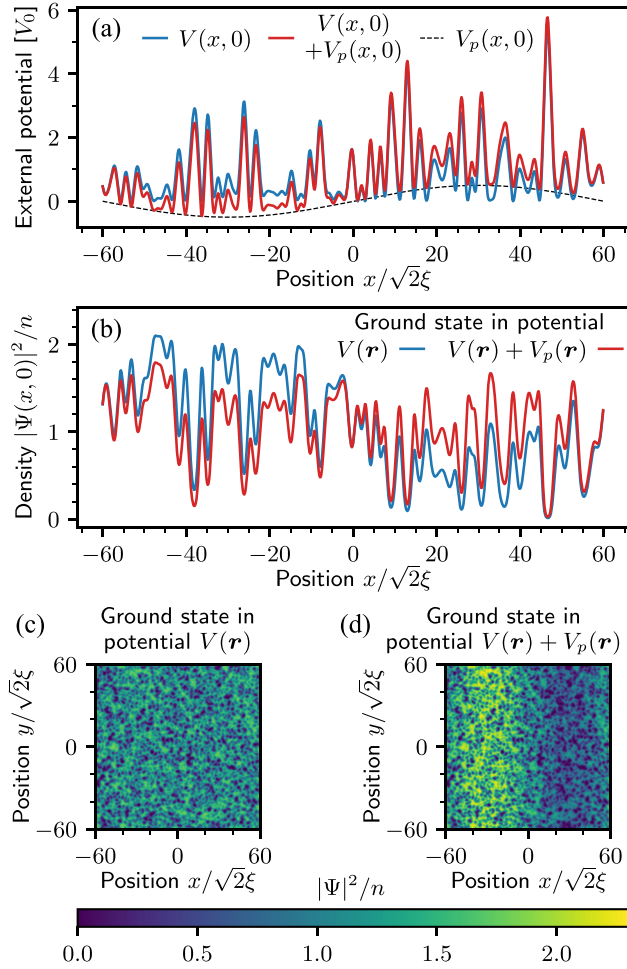 (a)
V(x, 0)
V(x, 0)
+V_p(x, 0)
V_p(x, 0)
External potential [V_0]
6
4
2
0
−60 −40 −20 0 20 40 60
Position x/√2ξ
(b)
Ground state in potential
V(r) V(r) + V_p(r)
Density |Ψ(x, 0)|²/n
2
1
0
−60 −40 −20 0 20 40 60
Position x/√2ξ
(c)
Ground state in
potential V(r)
Position y/√2ξ
60
0
−60
−60 0 60
Position x/√2ξ
(d)
Ground state in
potential V(r) + V_p(r)
Position y/√2ξ
60
0
−60
−60 0 60
Position x/√2ξ
|Ψ|²/n
0.0 0.5 1.0 1.5 2.0